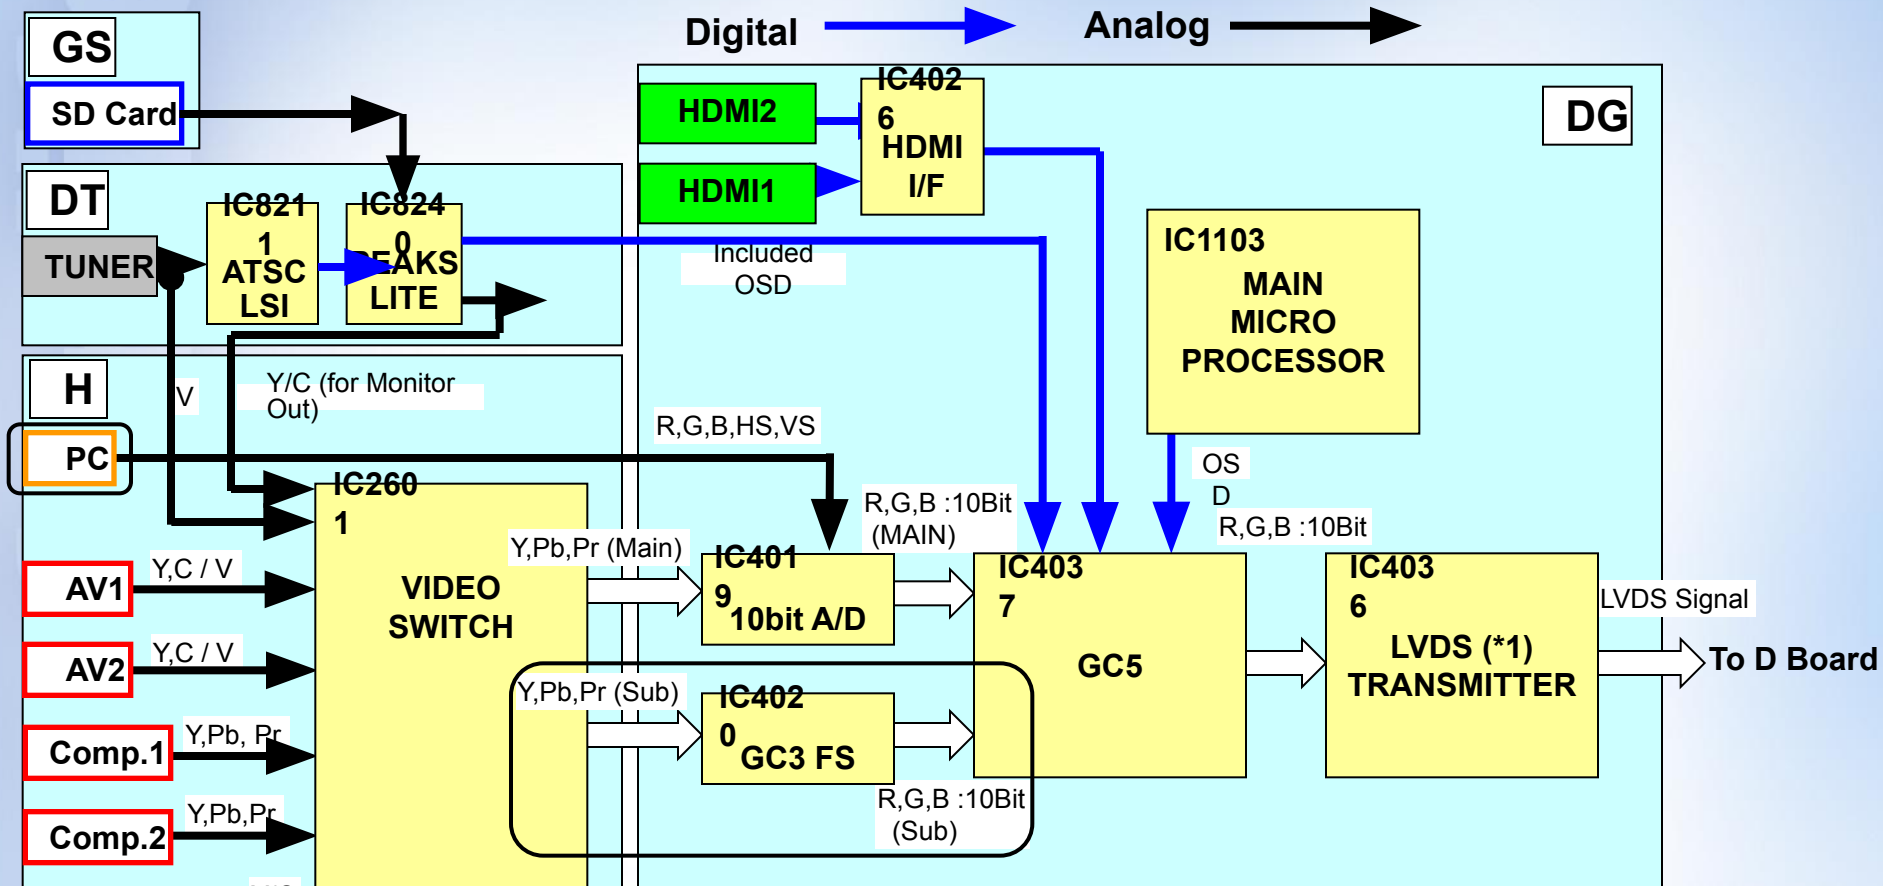 Digital
Analog
GS
SD Card
DT
TUNER
IC821
1
ATSC
LSI
IC824
0
PEAKS
LITE
HDMI2
HDMI1
IC402
6
HDMI
I/F
DG
Included
OSD
IC1103
MAIN
MICRO
PROCESSOR
H
V
Y/C (for Monitor
Out)
PC
R,G,B,HS,VS
OS
D
R,G,B :10Bit
R,G,B :10Bit
(MAIN)
IC260
1
VIDEO
SWITCH
AV1
Y,C / V
AV2
Y,C / V
Comp.1
Y,Pb, Pr
Comp.2
Y,Pb,Pr
Y,Pb,Pr (Main)
IC401
9
10bit A/D
Y,Pb,Pr (Sub)
IC402
0
GC3 FS
R,G,B :10Bit
(Sub)
IC403
7
GC5
IC403
6
LVDS (*1)
TRANSMITTER
LVDS Signal
To D Board